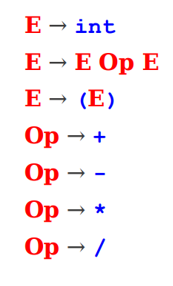 E → int
E → E Op E
E → (E)
Op → +
Op → -
Op → *
Op → /